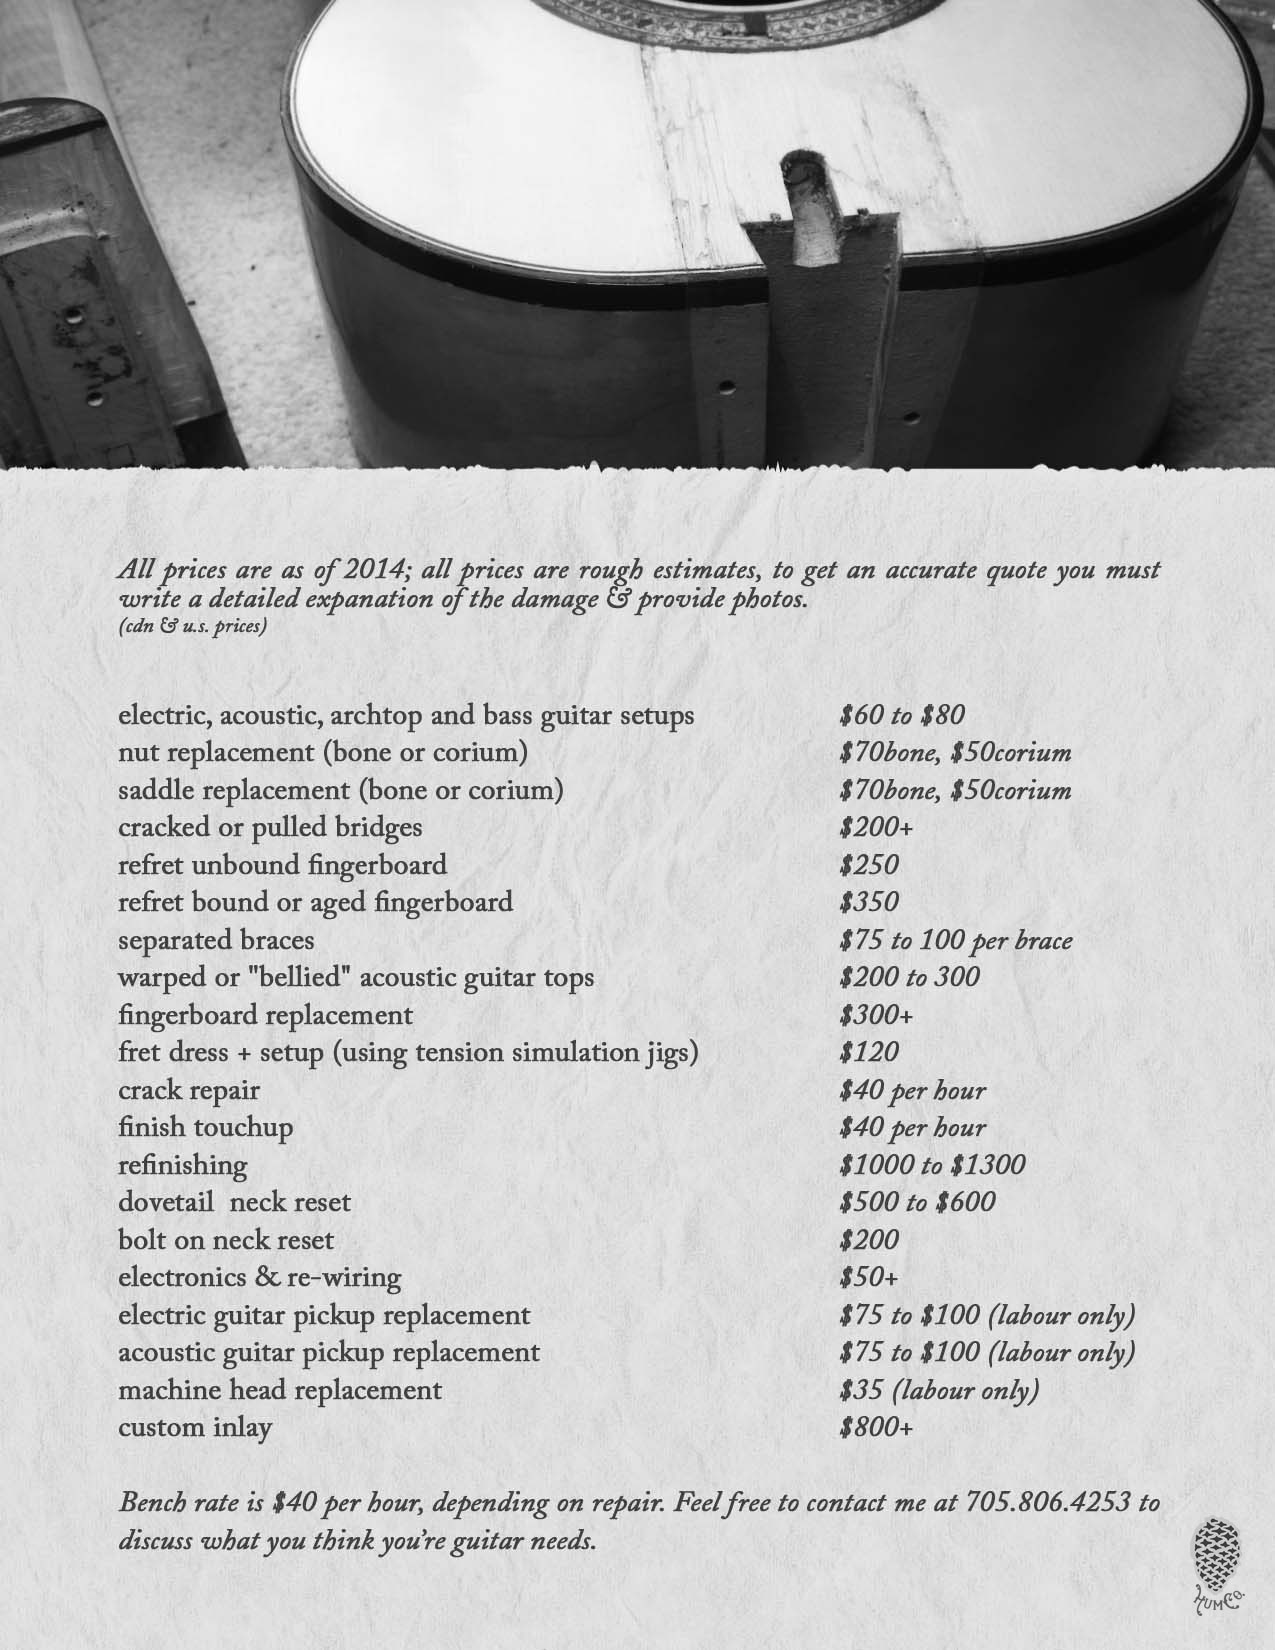 All prices are as of 2014; all prices are rough estimates, to get an accurate quote you must
write a detailed expanation of the damage & provide photos.
(cdn & u.s. prices)
electric, acoustic, archtop and bass guitar setups $60 to $80
nut replacement (bone or corium) $70bone, $50corium
saddle replacement (bone or corium) $70bone, $50corium
cracked or pulled bridges $200+
refret unbound fingerboard $250
refret bound or aged fingerboard $350
separated braces $75 to 100 per brace
warped or "bellied" acoustic guitar tops $200 to 300
fingerboard replacement $300+
fret dress + setup (using tension simulation jigs) $120
crack repair $40 per hour
finish touchup $40 per hour
refinishing $1000 to $1300
dovetail  neck reset $500 to $600
bolt on neck reset $200
electronics & re-wiring $50+
electric guitar pickup replacement $75 to $100 (labour only)
acoustic guitar pickup replacement $75 to $100 (labour only)
machine head replacement $35 (labour only)
custom inlay $800+
Bench rate is $40 per hour, depending on repair. Feel free to contact me at 705.806.4253 to
discuss what you think you're guitar needs.
HUMCO.